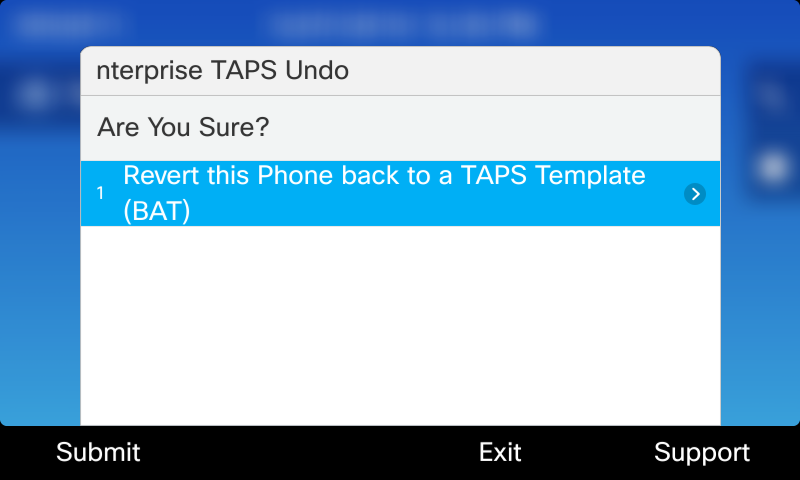 nterprise TAPS Undo
Are You Sure?
1 Revert this Phone back to a TAPS Template
(BAT)
Submit Exit Support